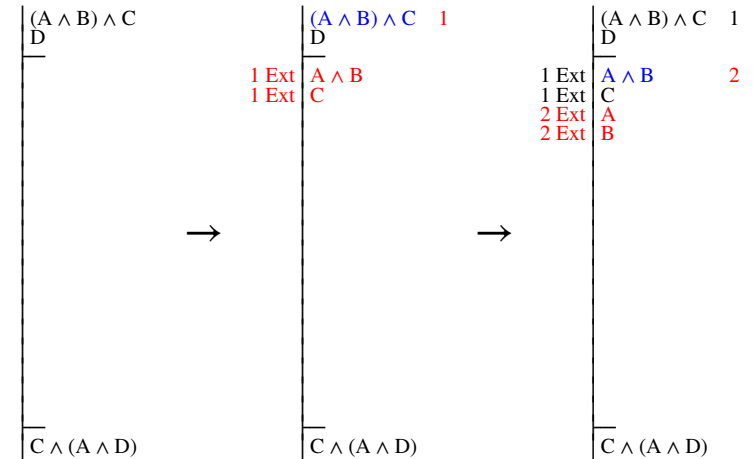 (A ∧ B) ∧ C
D
C ∧ (A ∧ D)
→
(A ∧ B) ∧ C 1
D
1 Ext A ∧ B
1 Ext C
C ∧ (A ∧ D)
→
(A ∧ B) ∧ C 1
D
1 Ext A ∧ B 2
1 Ext C
2 Ext A
2 Ext B
C ∧ (A ∧ D)